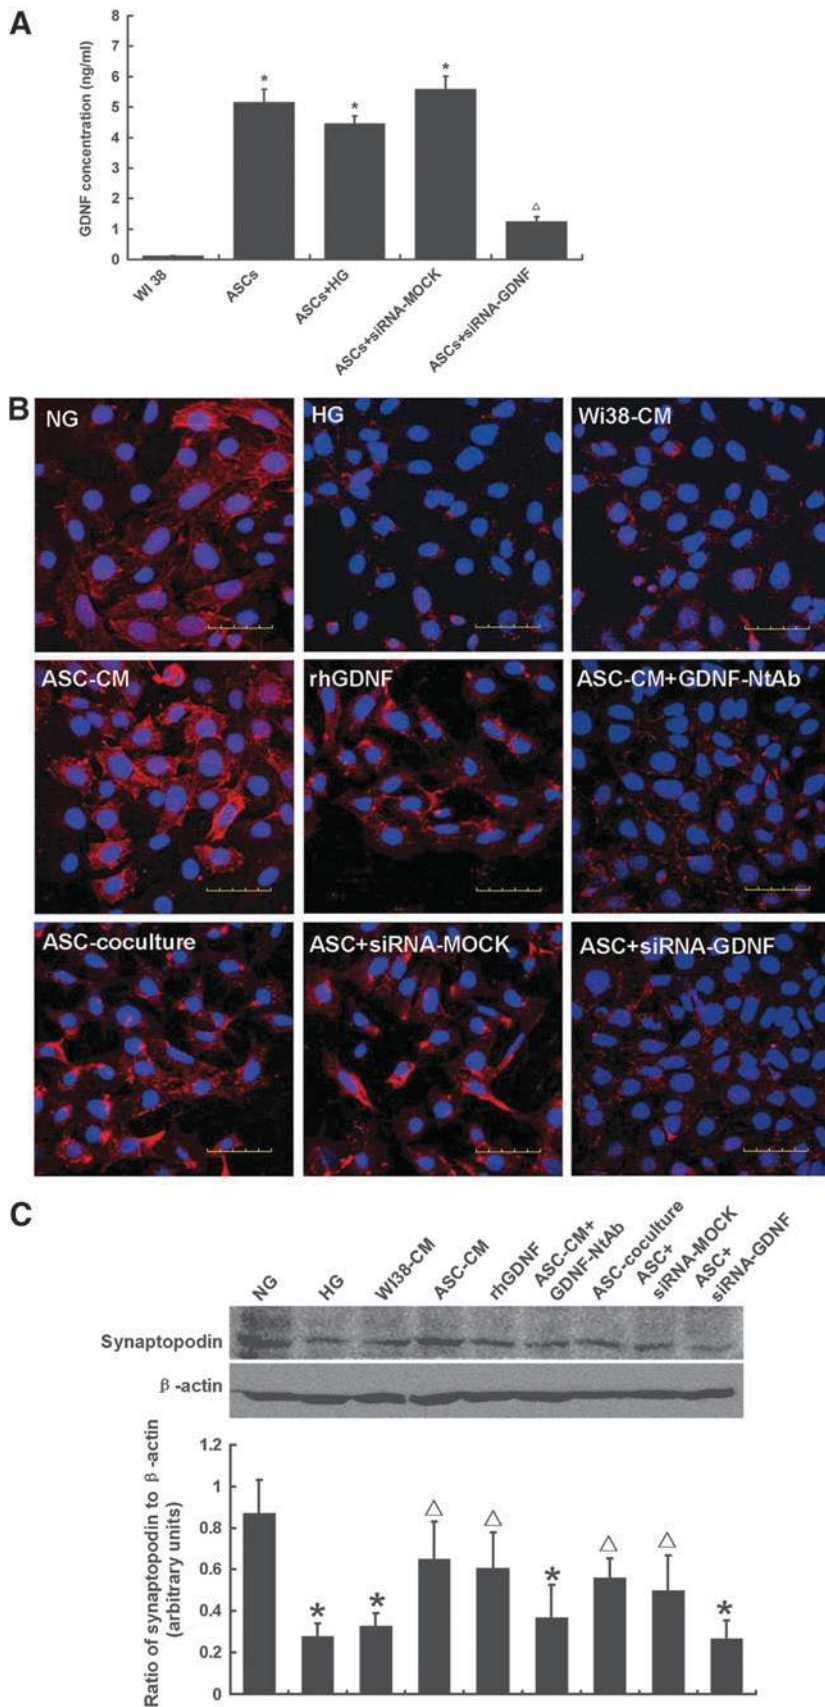 A
GDNF concentration (ng/ml)
8
7
6
5
4
3
2
1
0
*
*
*
△
WI 38
ASCs
ASCs+HG
ASCs+siRNA-MOCK
ASCs+siRNA-GDNF
B
NG
HG
Wi38-CM
ASC-CM
rhGDNF
ASC-CM+GDNF-NtAb
ASC-coculture
ASC+siRNA-MOCK
ASC+siRNA-GDNF
C
NG
HG
WI38-CM
ASC-CM
rhGDNF
ASC-CM+
GDNF-NtAb
ASC-coculture
ASC+
siRNA-MOCK
ASC+
siRNA-GDNF
Synaptopodin
β -actin
Ratio of synaptopodin to β -actin
(arbitrary units)
1.2
1
0.8
0.6
0.4
0.2
0
*
*
△
△
*
△
△
*